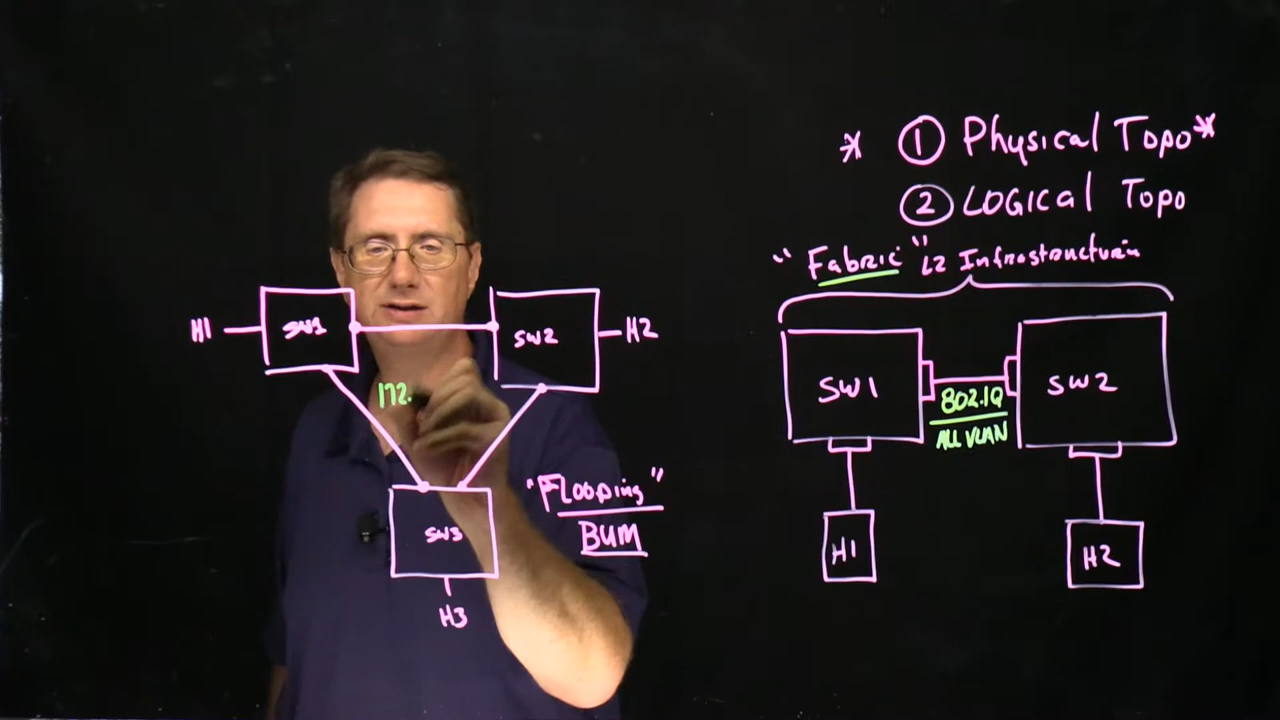 * ① Physical Topo *
② LOGICAL Topo
"Fabric" L2 Infrastructurin
H1
SW1
SW2
H2
172.
SW3
H3
"Flooding"
BUM
SW1
802.1Q
ALL VLAN
SW2
H1
H2